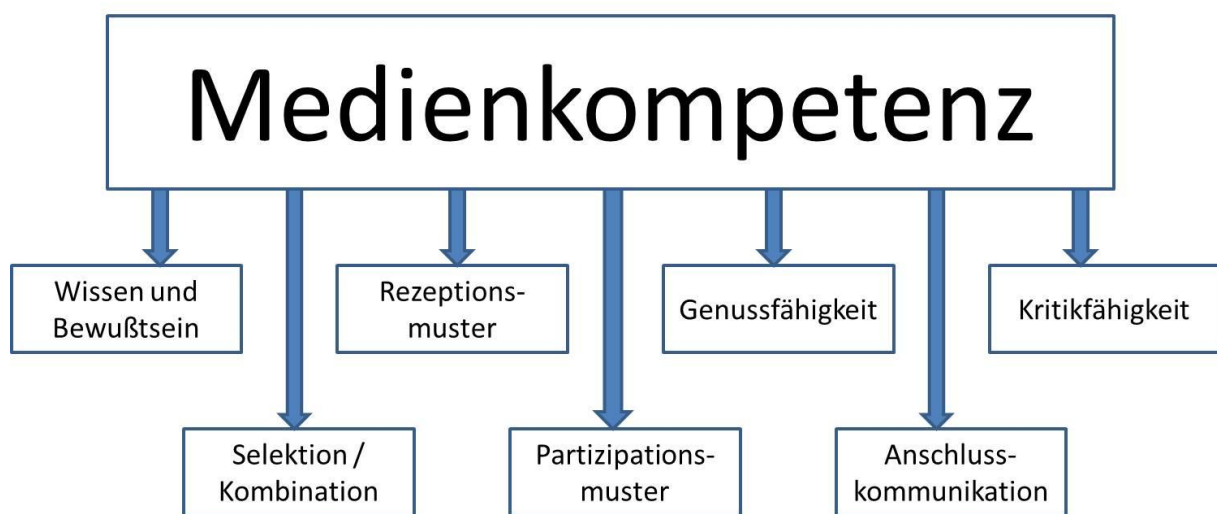 Medienkompetenz
Wissen und
Bewußtsein
Rezeptions-
muster
Genussfähigkeit
Kritikfähigkeit
Selektion /
Kombination
Partizipations-
muster
Anschluss-
kommunikation